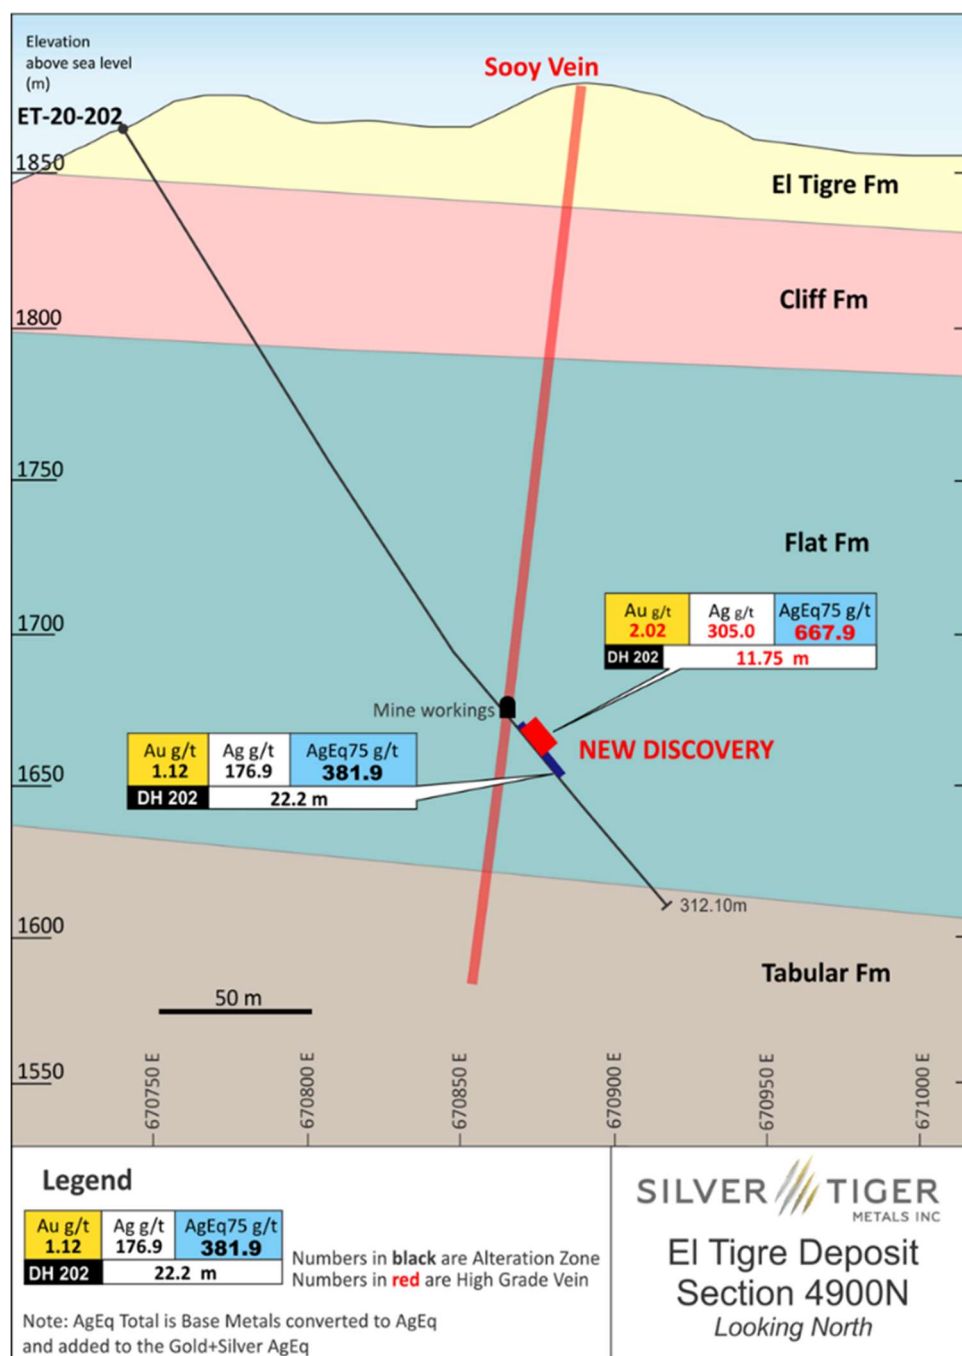 Elevation
above sea level
(m)
Sooy Vein
ET-20-202
1850
El Tigre Fm
Cliff Fm
1800
1750
Flat Fm
Au g/t Ag g/t AgEq75 g/t
2.02 305.0 667.9
DH 202 11.75 m
1700
Mine workings
NEW DISCOVERY
Au g/t Ag g/t AgEq75 g/t
1.12 176.9 381.9
DH 202 22.2 m
1650
312.10m
1600
Tabular Fm
50 m
1550
670750 E
670800 E
670850 E
670900 E
670950 E
671000 E
Legend
Au g/t Ag g/t AgEq75 g/t
1.12 176.9 381.9
DH 202 22.2 m
Numbers in black are Alteration Zone
Numbers in red are High Grade Vein
Note: AgEq Total is Base Metals converted to AgEq
and added to the Gold+Silver AgEq
SILVER TIGER
METALS INC
El Tigre Deposit
Section 4900N
Looking North